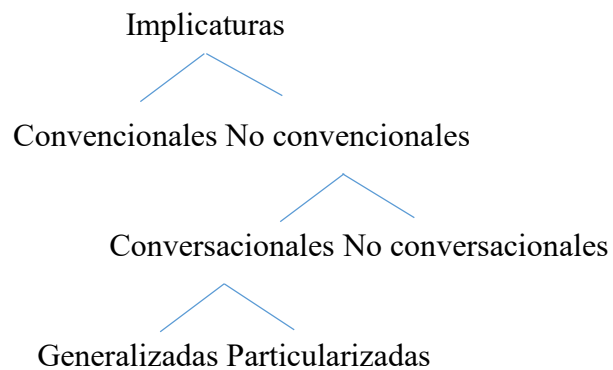 Implicaturas
Convencionales No convencionales
Conversacionales No conversacionales
Generalizadas Particularizadas